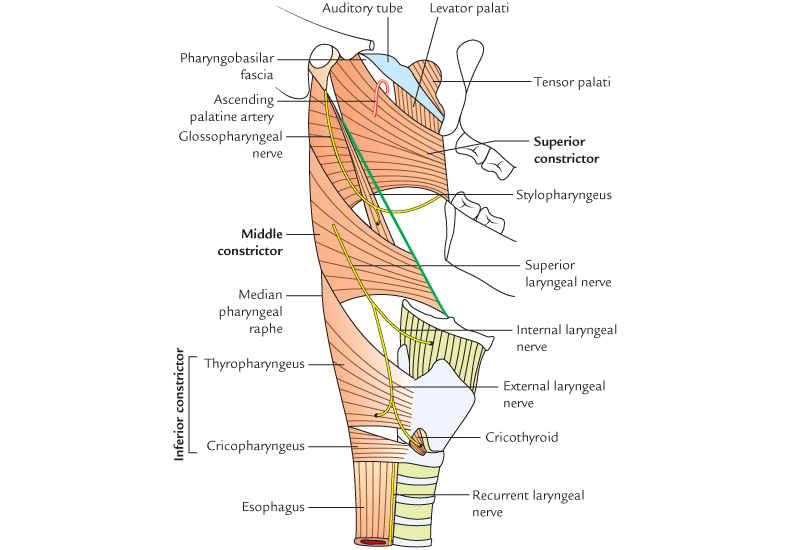 Auditory tube
Levator palati
Pharyngobasilar
fascia
Tensor palati
Ascending
palatine artery
Glossopharyngeal
nerve
Superior
constrictor
Stylopharyngeus
Middle
constrictor
Superior
laryngeal nerve
Median
pharyngeal
raphe
Internal laryngeal
nerve
Inferior constrictor
Thyropharyngeus
External laryngeal
nerve
Cricopharyngeus
Cricothyroid
Esophagus
Recurrent laryngeal
nerve